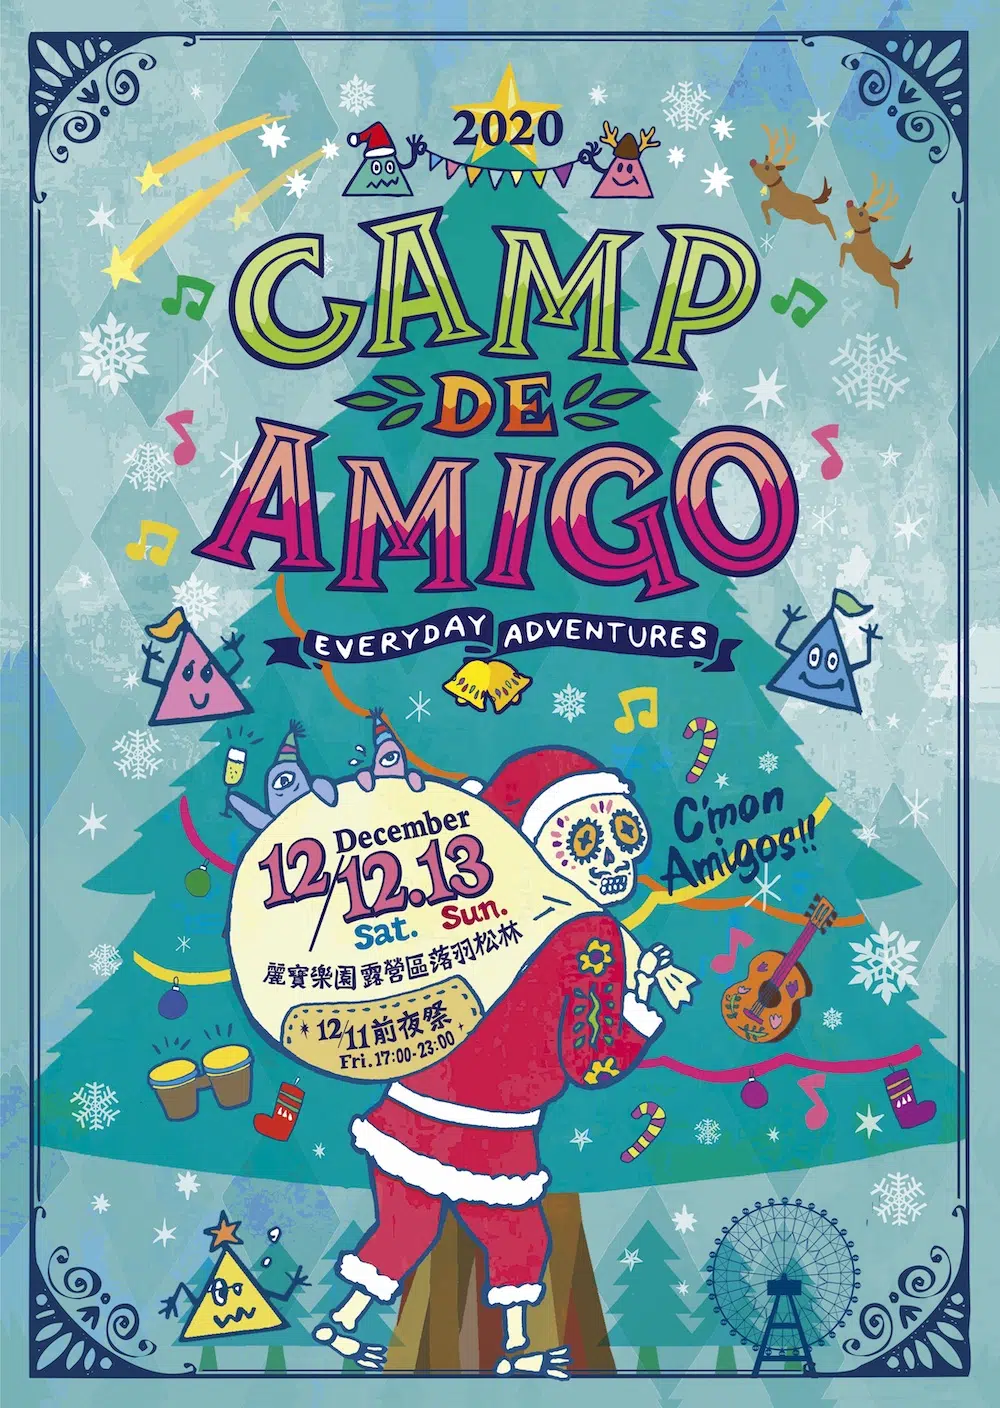 2020
CAMP
DE
AMIGO
EVERYDAY ADVENTURES
C'mon
Amigos!!
December
12/12.13
Sat. Sun.
麗寶樂園露營區落羽松林
12/11前夜祭
Fri.17:00-23:00